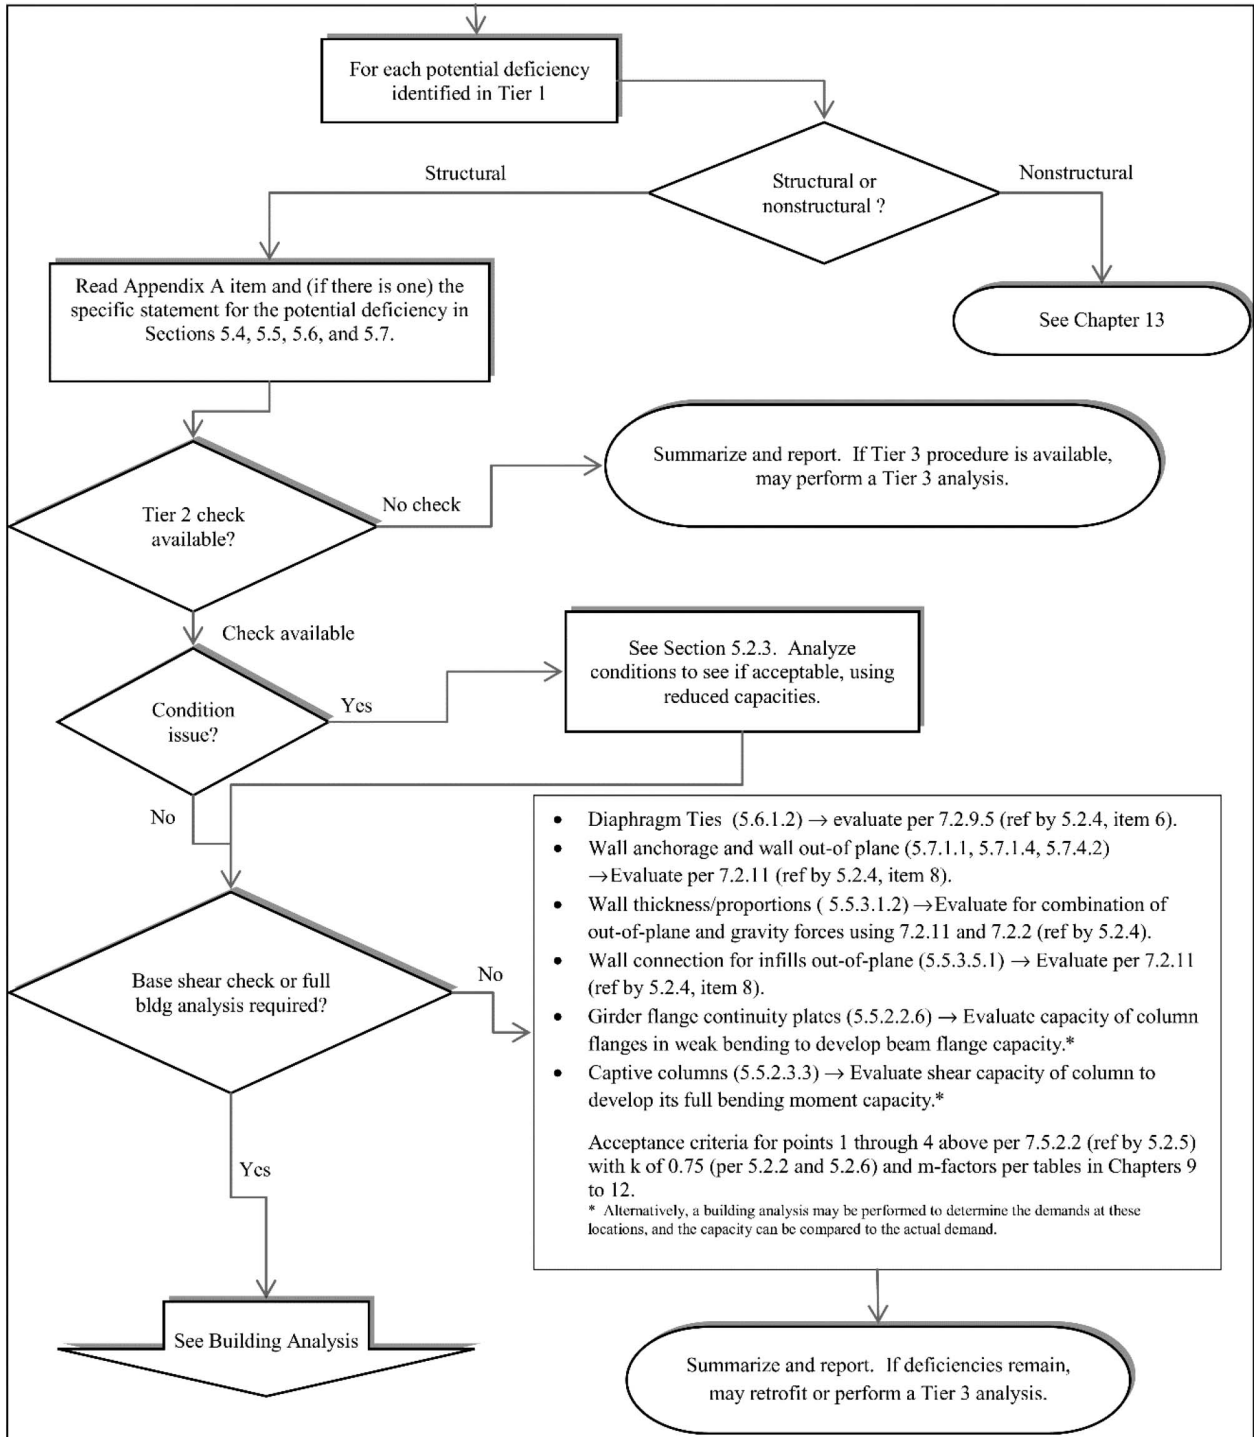 For each potential deficiency
identified in Tier 1
Structural
Structural or
nonstructural ?
Nonstructural
Read Appendix A item and (if there is one) the
specific statement for the potential deficiency in
Sections 5.4, 5.5, 5.6, and 5.7.
See Chapter 13
Tier 2 check
available?
No check
Summarize and report.  If Tier 3 procedure is available,
may perform a Tier 3 analysis.
Check available
Condition
issue?
Yes
See Section 5.2.3.  Analyze
conditions to see if acceptable, using
reduced capacities.
No
Base shear check or full
bldg analysis required?
No
• Diaphragm Ties  (5.6.1.2) → evaluate per 7.2.9.5 (ref by 5.2.4, item 6).
• Wall anchorage and wall out-of plane (5.7.1.1, 5.7.1.4, 5.7.4.2)
→Evaluate per 7.2.11 (ref by 5.2.4, item 8).
• Wall thickness/proportions ( 5.5.3.1.2) →Evaluate for combination of
out-of-plane and gravity forces using 7.2.11 and 7.2.2 (ref by 5.2.4).
• Wall connection for infills out-of-plane (5.5.3.5.1) → Evaluate per 7.2.11
(ref by 5.2.4, item 8).
• Girder flange continuity plates (5.5.2.2.6) → Evaluate capacity of column
flanges in weak bending to develop beam flange capacity.*
• Captive columns (5.5.2.3.3) → Evaluate shear capacity of column to
develop its full bending moment capacity.*
Acceptance criteria for points 1 through 4 above per 7.5.2.2 (ref by 5.2.5)
with k of 0.75 (per 5.2.2 and 5.2.6) and m-factors per tables in Chapters 9
to 12.
* Alternatively, a building analysis may be performed to determine the demands at these
locations, and the capacity can be compared to the actual demand.
Yes
See Building Analysis
Summarize and report.  If deficiencies remain,
may retrofit or perform a Tier 3 analysis.